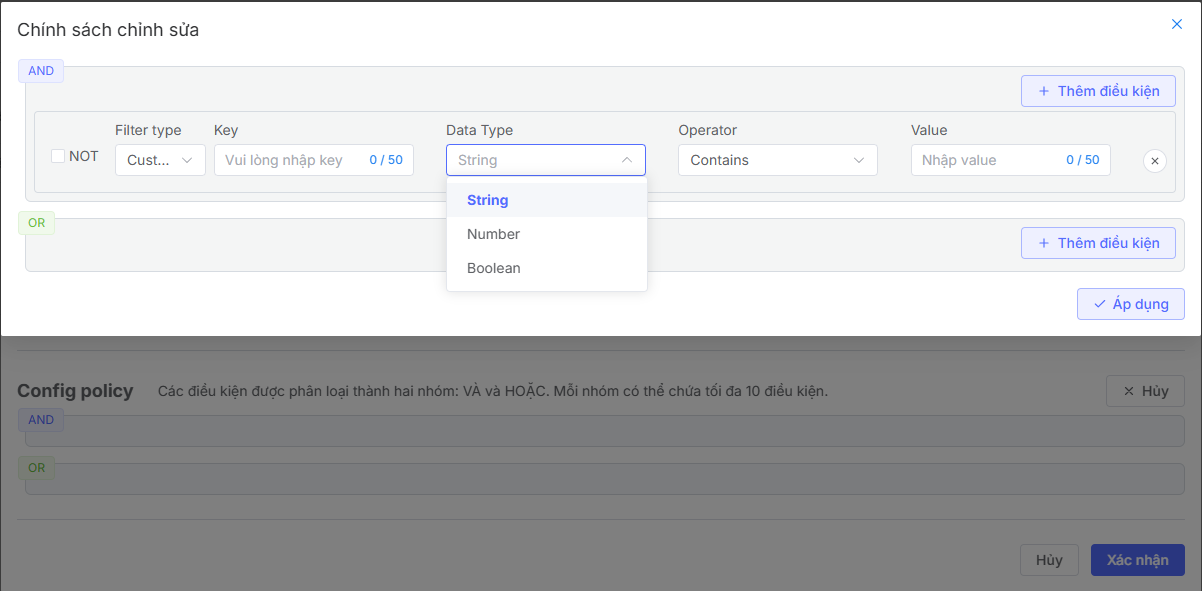 Chính sách chỉnh sửa
AND
Thêm điều kiện
Filter type Key Data Type Operator Value
NOT Cust... Vui lòng nhập key 0 / 50 String Contains Nhập value 0 / 50
String
Number
Boolean
OR
Thêm điều kiện
Áp dụng
Config policy Các điều kiện được phân loại thành hai nhóm: VÀ và HOẶC. Mỗi nhóm có thể chứa tối đa 10 điều kiện. Hủy
AND
OR
Hủy Xác nhận